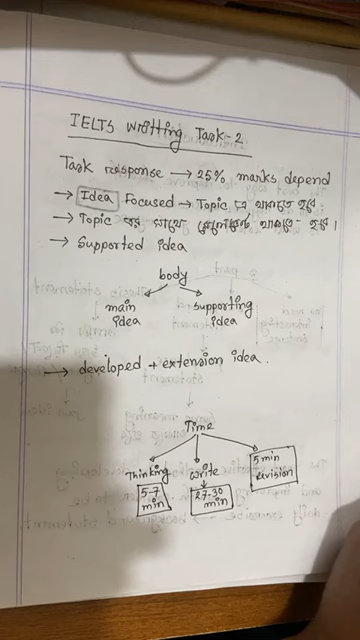 IELTS writting Task-2
Task response → 25% marks depend
→ Idea Focused → Topic এ থাকতে হবে
→ Topic এর সাথে রিলেটেড থাকতে হবে।
→ Supported idea
body
main idea
supporting idea
→ developed + extension idea.
Time
Thinking
5-7 min
write
27-30 min
5 min revision